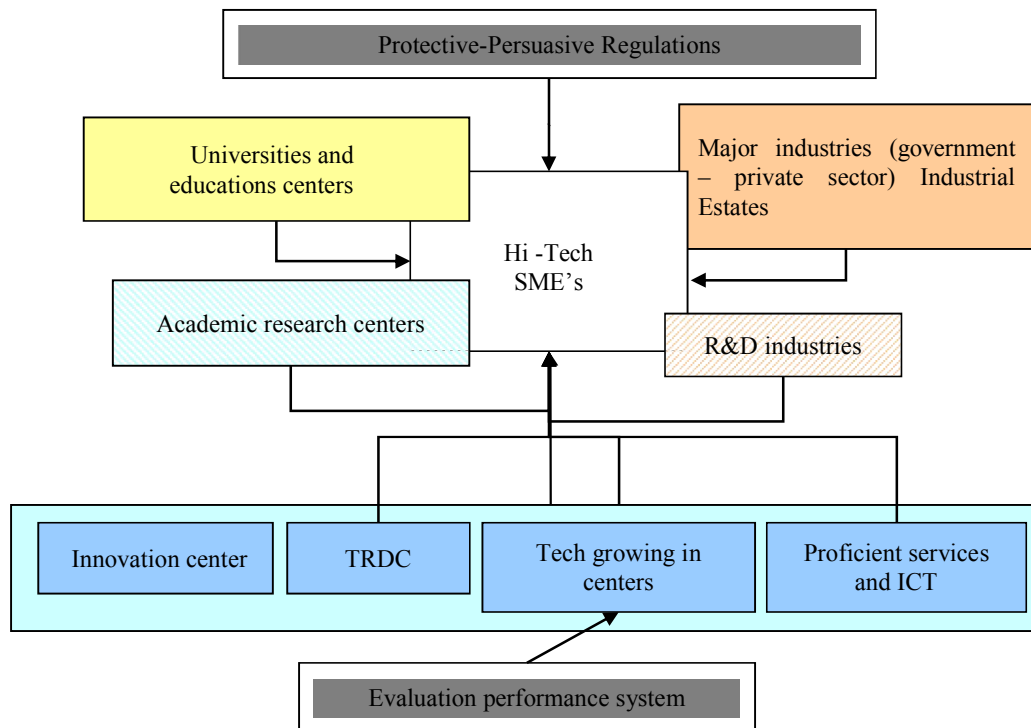 Protective-Persuasive Regulations
Universities and
educations centers
Major industries (government
– private sector) Industrial
Estates
Hi -Tech
SME’s
Academic research centers
R&D industries
Innovation center
TRDC
Tech growing in
centers
Proficient services
and ICT
Evaluation performance system